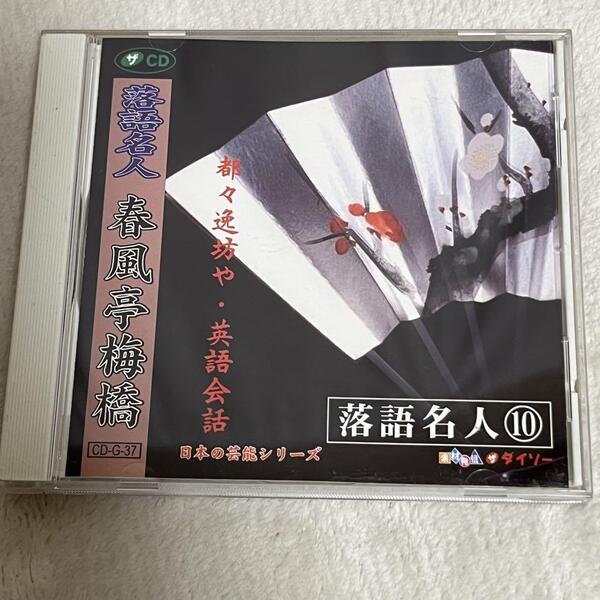 ザ CD
落語名人
春風亭梅橋
CD-G-37
都々逸坊や・英語会話
日本の芸能シリーズ
落語名人⑩
ザ ダイソー